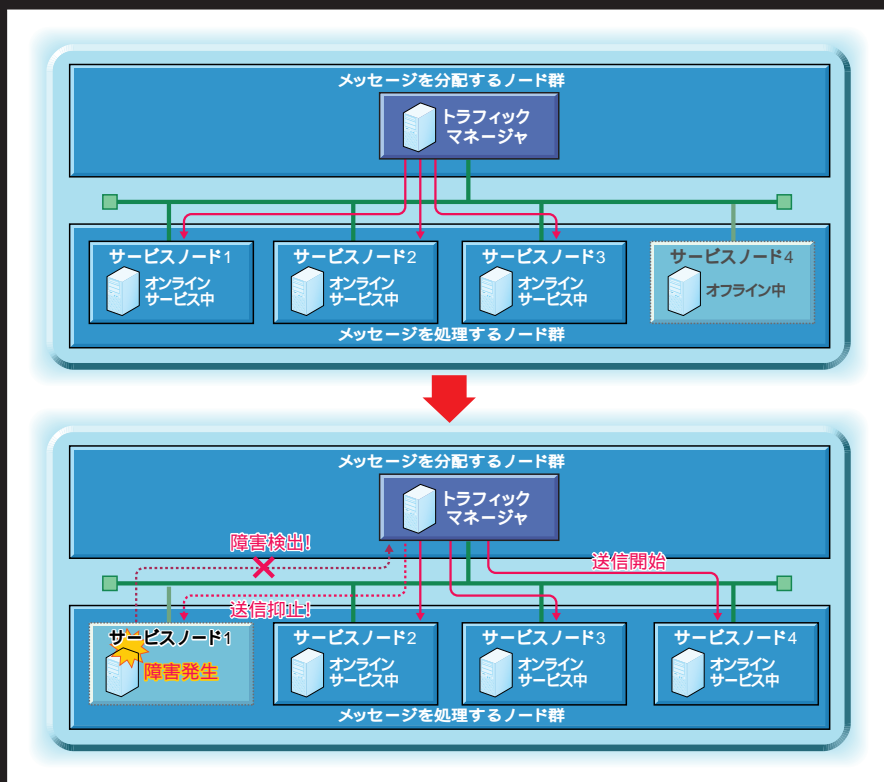 メッセージを分配するノード群
トラフィック
マネージャ
サービスノード1
オンライン
サービス中
サービスノード2
オンライン
サービス中
サービスノード3
オンライン
サービス中
サービスノード4
オフライン中
メッセージを処理するノード群
メッセージを分配するノード群
トラフィック
マネージャ
障害検出!
送信開始
送信抑止!
サービスノード1
障害発生
サービスノード2
オンライン
サービス中
サービスノード3
オンライン
サービス中
サービスノード4
オンライン
サービス中
メッセージを処理するノード群